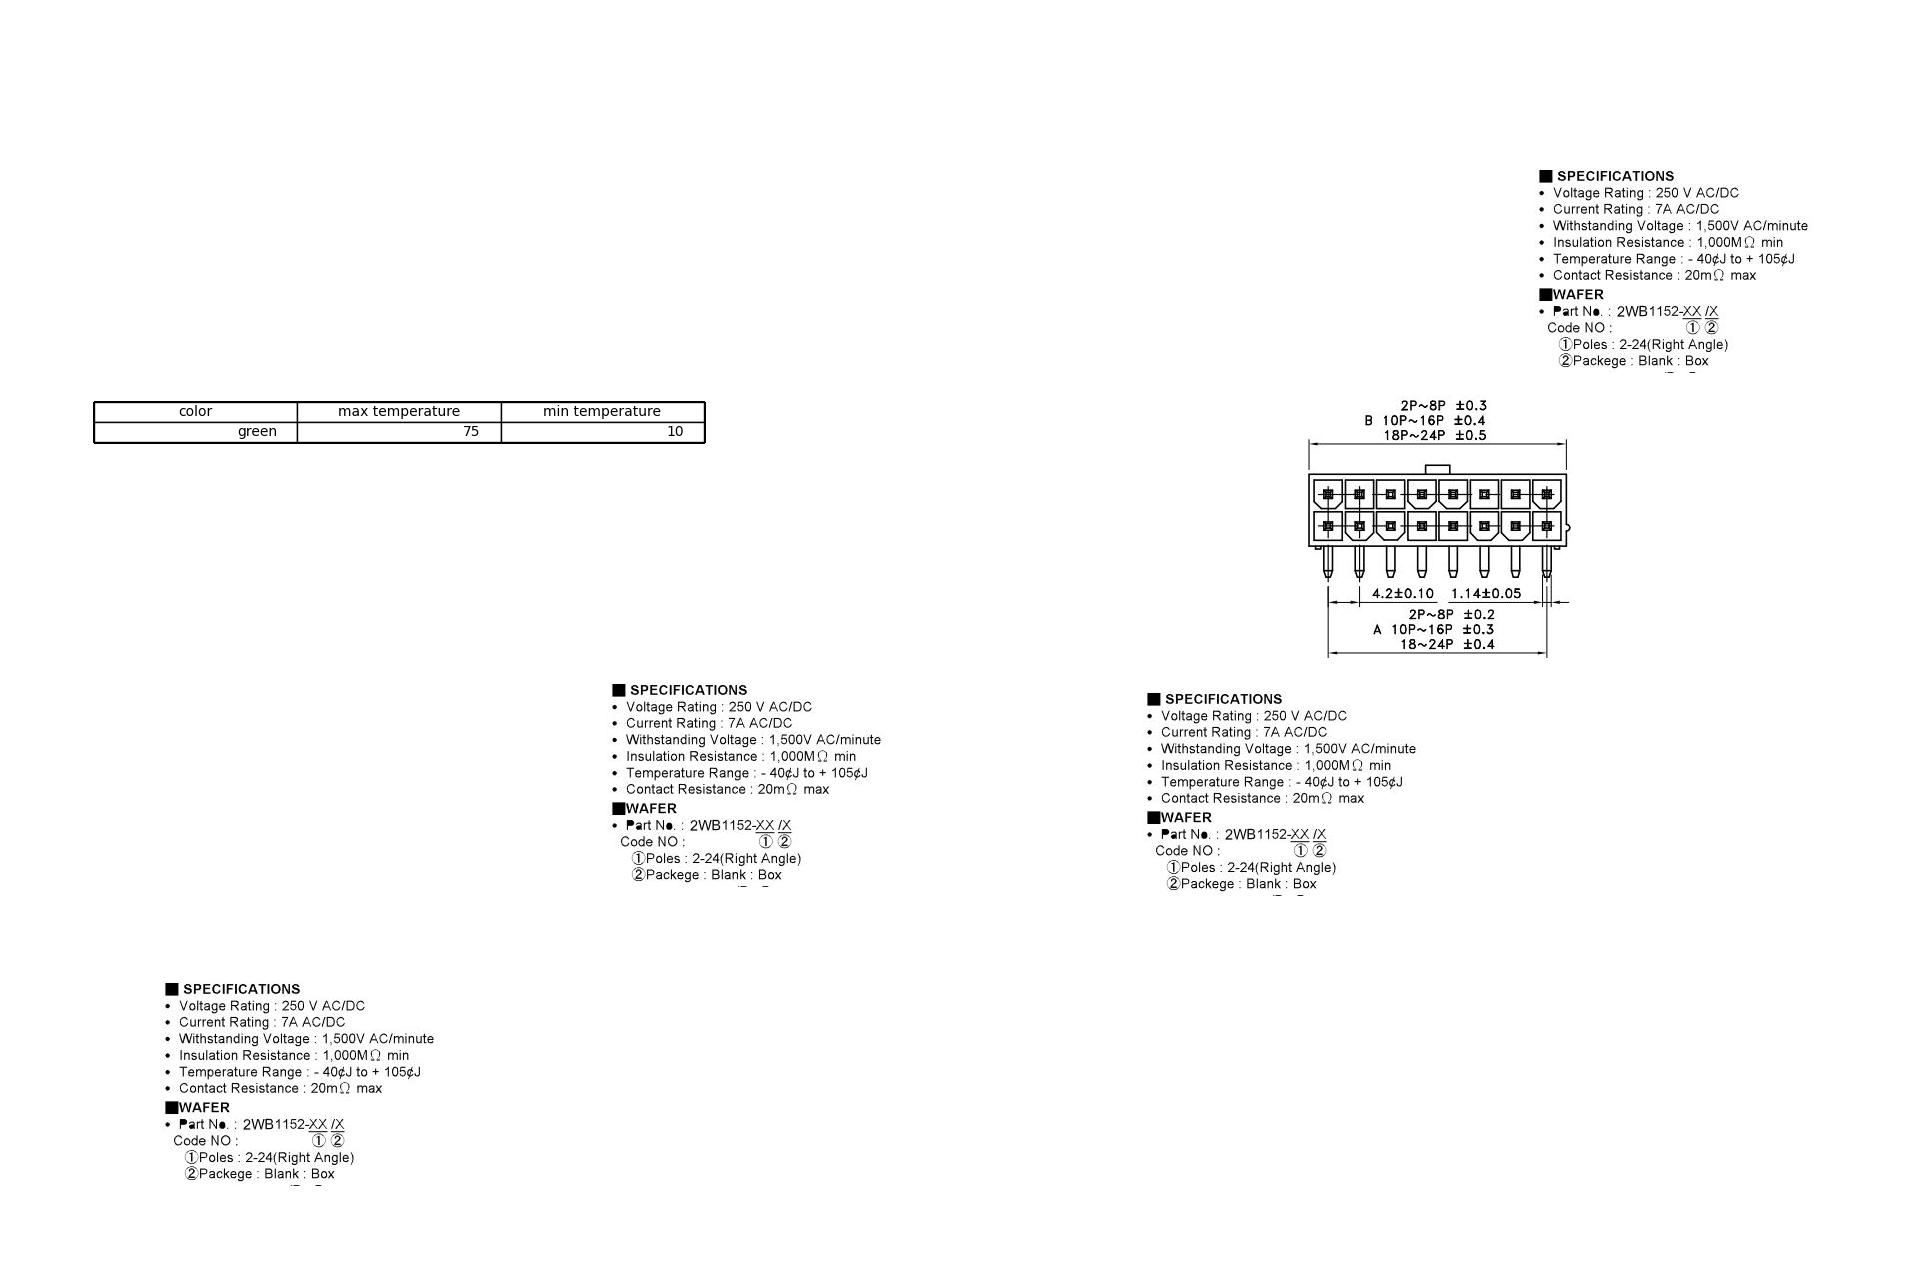 ■ SPECIFICATIONS
• Voltage Rating : 250 V AC/DC
• Current Rating : 7A AC/DC
• Withstanding Voltage : 1,500V AC/minute
• Insulation Resistance : 1,000MΩ min
• Temperature Range : - 40¢J to + 105¢J
• Contact Resistance : 20mΩ max
■WAFER
• Part No. : 2WB1152-XX /X
Code NO : ① ②
①Poles : 2-24(Right Angle)
②Packege : Blank : Box
color max temperature min temperature
green 75 10
2P~8P ±0.3
B 10P~16P ±0.4
18P~24P ±0.5
4.2±0.10 1.14±0.05
2P~8P ±0.2
A 10P~16P ±0.3
18~24P ±0.4
■ SPECIFICATIONS
• Voltage Rating : 250 V AC/DC
• Current Rating : 7A AC/DC
• Withstanding Voltage : 1,500V AC/minute
• Insulation Resistance : 1,000MΩ min
• Temperature Range : - 40¢J to + 105¢J
• Contact Resistance : 20mΩ max
■WAFER
• Part No. : 2WB1152-XX /X
Code NO : ① ②
①Poles : 2-24(Right Angle)
②Packege : Blank : Box
■ SPECIFICATIONS
• Voltage Rating : 250 V AC/DC
• Current Rating : 7A AC/DC
• Withstanding Voltage : 1,500V AC/minute
• Insulation Resistance : 1,000MΩ min
• Temperature Range : - 40¢J to + 105¢J
• Contact Resistance : 20mΩ max
■WAFER
• Part No. : 2WB1152-XX /X
Code NO : ① ②
①Poles : 2-24(Right Angle)
②Packege : Blank : Box
■ SPECIFICATIONS
• Voltage Rating : 250 V AC/DC
• Current Rating : 7A AC/DC
• Withstanding Voltage : 1,500V AC/minute
• Insulation Resistance : 1,000MΩ min
• Temperature Range : - 40¢J to + 105¢J
• Contact Resistance : 20mΩ max
■WAFER
• Part No. : 2WB1152-XX /X
Code NO : ① ②
①Poles : 2-24(Right Angle)
②Packege : Blank : Box